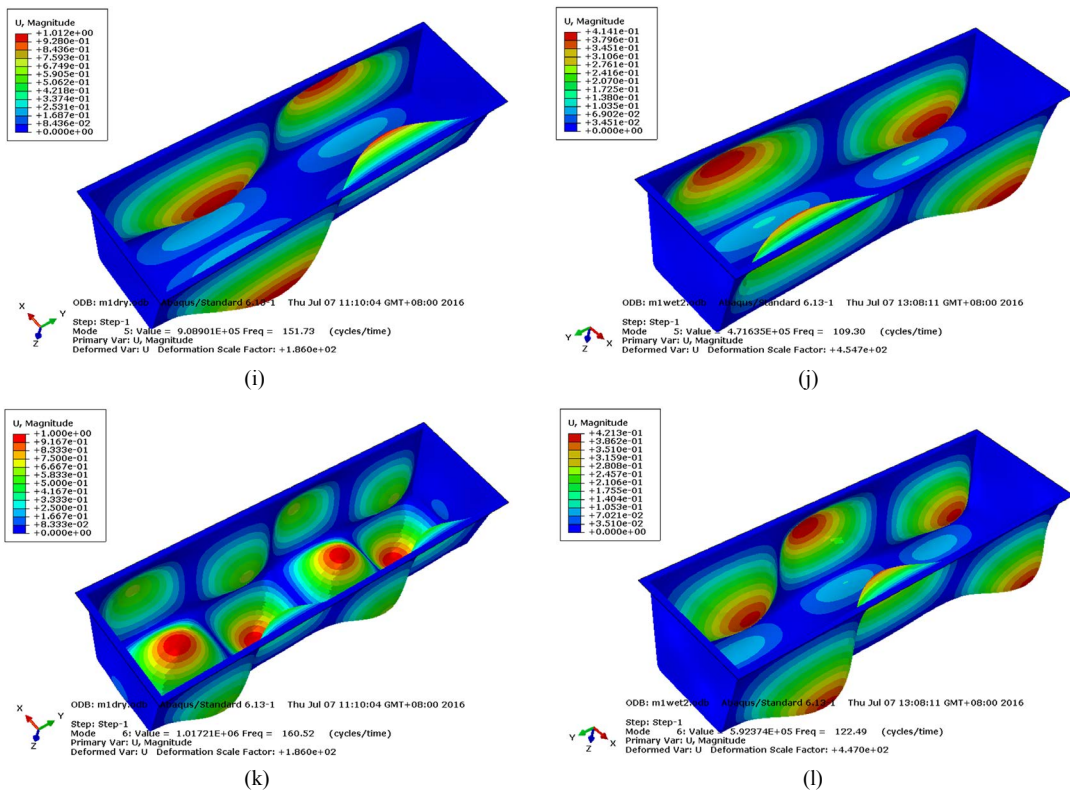 U, Magnitude
+1.012e+00
+9.280e-01
+8.436e-01
+7.593e-01
+6.749e-01
+5.905e-01
+5.062e-01
+4.218e-01
+3.374e-01
+2.531e-01
+1.687e-01
+8.436e-02
+0.000e+00
X
Y
Z
ODB: m1dry.odb Abaqus/Standard 6.13-1 Thu Jul 07 11:10:04 GMT+08:00 2016
Step: Step-1
Mode 5: Value = 9.08901E+05 Freq = 151.73 (cycles/time)
Primary Var: U, Magnitude
Deformed Var: U Deformation Scale Factor: +1.860e+02
(i)
U, Magnitude
+4.141e-01
+3.796e-01
+3.451e-01
+3.106e-01
+2.761e-01
+2.416e-01
+2.070e-01
+1.725e-01
+1.380e-01
+1.035e-01
+6.902e-02
+3.451e-02
+0.000e+00
Y
Z
X
ODB: m1wet2.odb Abaqus/Standard 6.13-1 Thu Jul 07 13:08:11 GMT+08:00 2016
Step: Step-1
Mode 5: Value = 4.71635E+05 Freq = 109.30 (cycles/time)
Primary Var: U, Magnitude
Deformed Var: U Deformation Scale Factor: +4.547e+02
(j)
U, Magnitude
+1.000e+00
+9.167e-01
+8.333e-01
+7.500e-01
+6.667e-01
+5.833e-01
+5.000e-01
+4.167e-01
+3.333e-01
+2.500e-01
+1.667e-01
+8.333e-02
+0.000e+00
X
Y
Z
ODB: m1dry.odb Abaqus/Standard 6.13-1 Thu Jul 07 11:10:04 GMT+08:00 2016
Step: Step-1
Mode 6: Value = 1.01721E+06 Freq = 160.52 (cycles/time)
Primary Var: U, Magnitude
Deformed Var: U Deformation Scale Factor: +1.860e+02
(k)
U, Magnitude
+4.213e-01
+3.862e-01
+3.510e-01
+3.159e-01
+2.808e-01
+2.457e-01
+2.106e-01
+1.755e-01
+1.404e-01
+1.053e-01
+7.021e-02
+3.510e-02
+0.000e+00
Y
Z
X
ODB: m1wet2.odb Abaqus/Standard 6.13-1 Thu Jul 07 13:08:11 GMT+08:00 2016
Step: Step-1
Mode 6: Value = 5.92374E+05 Freq = 122.49 (cycles/time)
Primary Var: U, Magnitude
Deformed Var: U Deformation Scale Factor: +4.470e+02
(l)